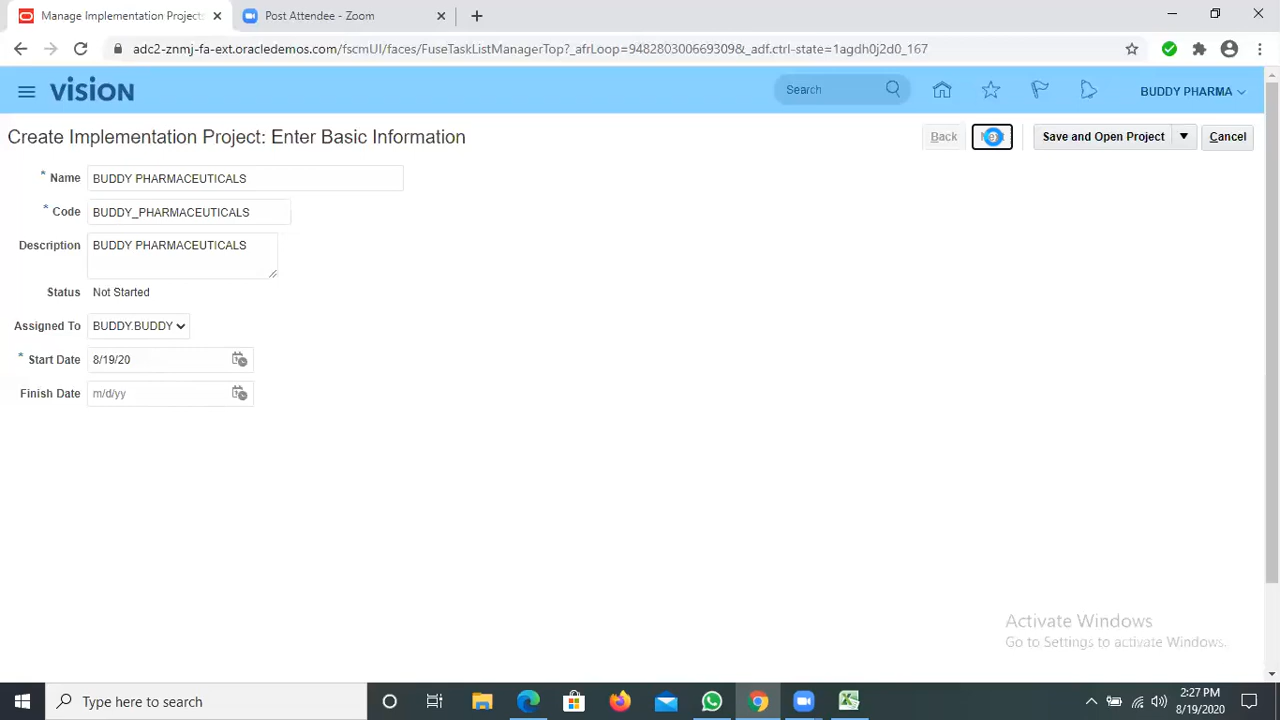 Manage Implementation Project:
Post Attendee - Zoom
adc2-znmj-fa-ext.oracledemos.com/fscmUI/faces/FuseTaskListManagerTop?_afrLoop=9482803006669309&_adf.ctrl-state=1agdh0j2d0_167
vision
Search
BUDDY PHARMA
Create Implementation Project: Enter Basic Information
Back
Save and Open Project
Cancel
* Name BUDDY PHARMACEUTICALS
* Code BUDDY_PHARMACEUTICALS
Description BUDDY PHARMACEUTICALS
Status Not Started
Assigned To BUDDY.BUDDY
* Start Date 8/19/20
Finish Date m/d/yy
Activate Windows
Go to Settings to activate Windows.
Type here to search
2:27 PM
8/19/2020